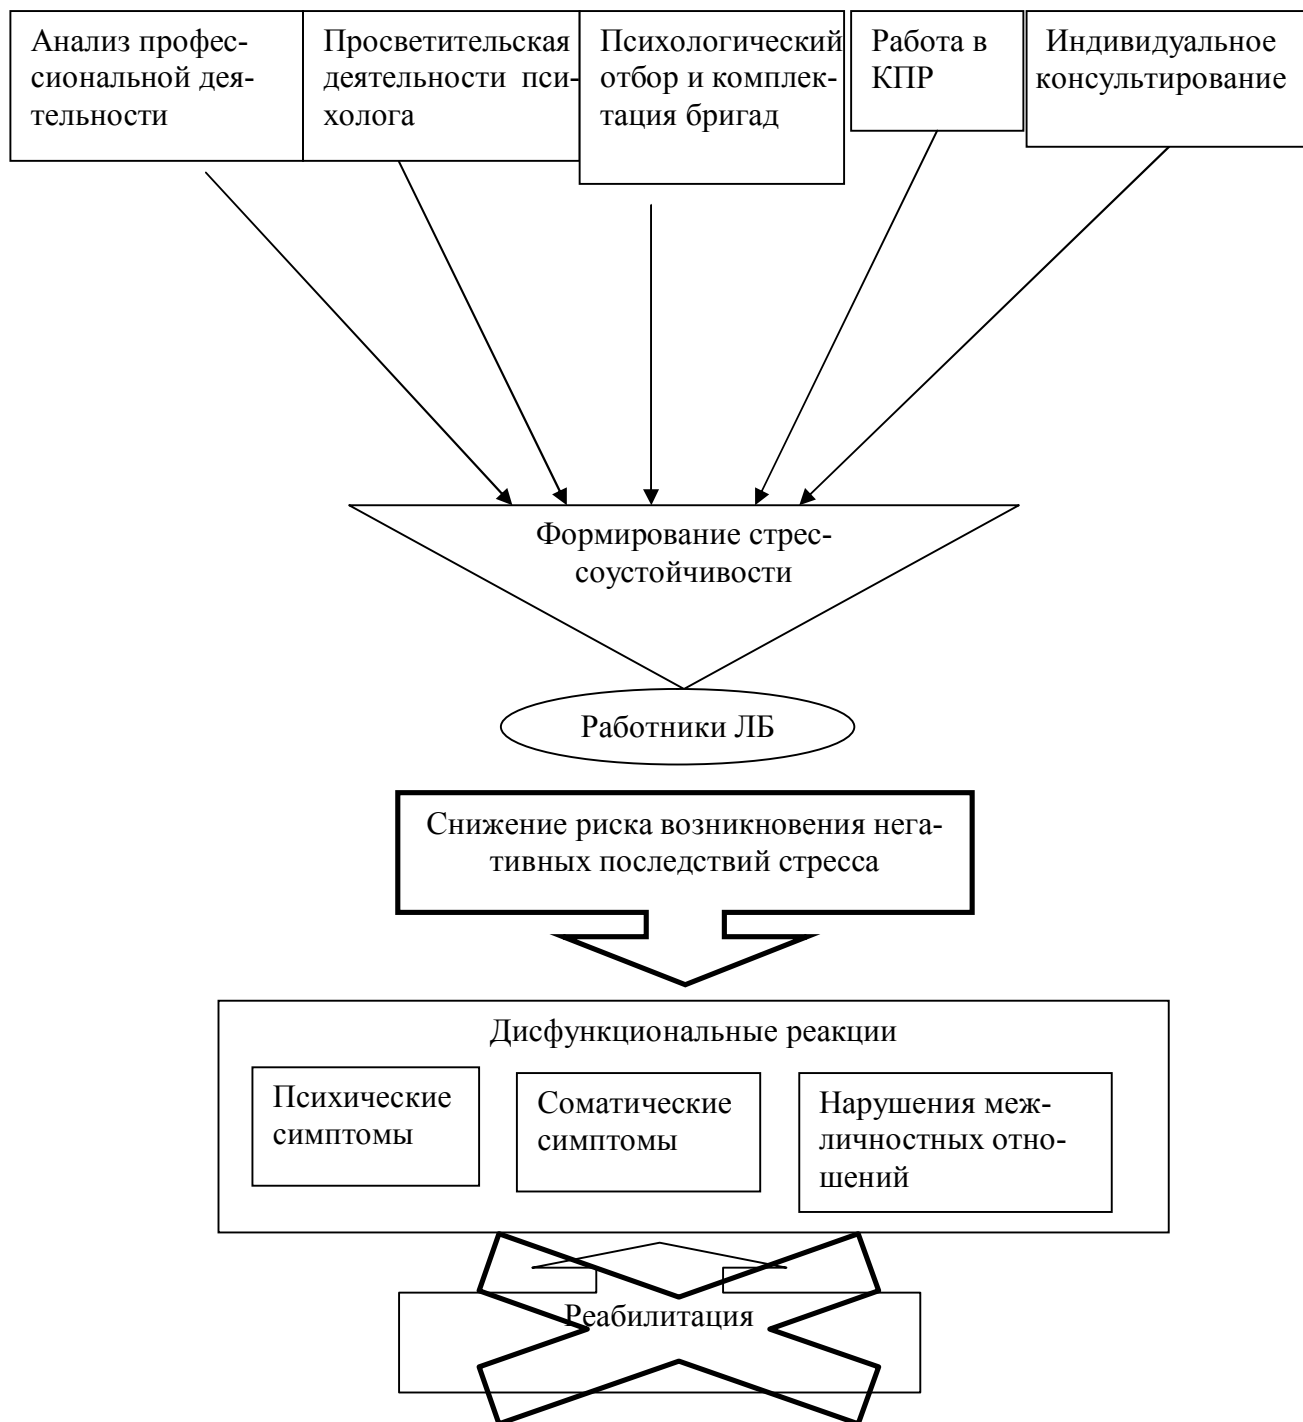 Анализ профес-
сиональной дея-
тельности
Просветительская
деятельности пси-
холога
Психологический
отбор и комплек-
тация бригад
Работа в
КПР
Индивидуальное
консультирование
Формирование стрес-
соустойчивости
Работники ЛБ
Снижение риска возникновения нега-
тивных последствий стресса
Дисфункциональные реакции
Психические
симптомы
Соматические
симптомы
Нарушения меж-
личностных отно-
шений
Реабилитация